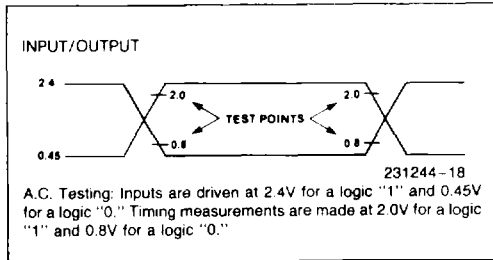 INPUT/OUTPUT
2.4
2.0 2.0
TEST POINTS
0.8 0.8
0.45
231244-18
A.C. Testing: Inputs are driven at 2.4V for a logic "1" and 0.45V
for a logic "0." Timing measurements are made at 2.0V for a logic
"1" and 0.8V for a logic "0."